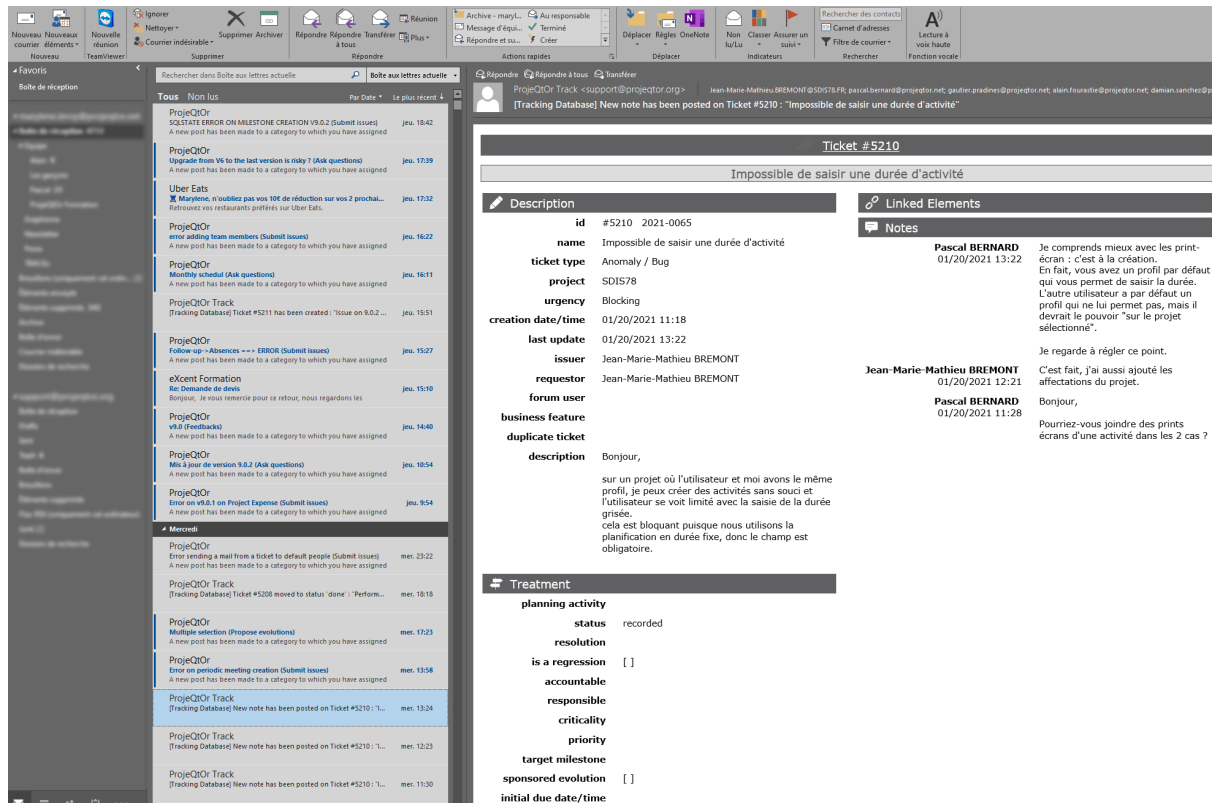 Nouveau courrier
Nouveaux éléments
Nouvelle réunion
Ignorer
Nettoyer
Courrier indésirable
Supprimer
Archiver
Répondre
Répondre à tous
Transférer
Réunion
Plus
Archive - maryl...
Message d'équi...
Répondre et su...
Au responsable
Terminé
Créer
Déplacer
Règles
OneNote
Non lu/Lu
Classer
Assurer un suivi
Rechercher des contacts
Carnet d'adresses
Filtre de courrier
Lecture à voix haute
Nouveau
TeamViewer
Supprimer
Répondre
Actions rapides
Déplacer
Indicateurs
Rechercher
Fonction vocale
Favoris
Boîte de réception
Rechercher dans Boîte aux lettres actuelle
Boîte aux lettres actuelle
Tous Non lus
Par Date
Le plus récent ↓
ProjeQtOr
SQLSTATE ERROR ON MILESTONE CREATION V9.0.2 (Submit issues) jeu. 18:42
A new post has been made to a category to which you have assigned
ProjeQtOr
Upgrade from V6 to the last version is risky ? (Ask questions) jeu. 17:39
A new post has been made to a category to which you have assigned
Uber Eats
Marylene, n'oubliez pas vos 10€ de réduction sur vos 2 prochai... jeu. 17:32
Retrouvez vos restaurants préférés sur Uber Eats.
ProjeQtOr
error adding team members (Submit issues) jeu. 16:22
A new post has been made to a category to which you have assigned
ProjeQtOr
Monthly schedul (Ask questions) jeu. 16:11
A new post has been made to a category to which you have assigned
ProjeQtOr Track
[Tracking Database] Ticket #5211 has been created : "Issue on 9.0.2 ... jeu. 15:51
ProjeQtOr
Follow-up->Absences ==> ERROR (Submit issues) jeu. 15:27
A new post has been made to a category to which you have assigned
eXcent Formation
Re: Demande de devis jeu. 15:10
Bonjour, Je vous remercie pour ce retour, nous regardons les
ProjeQtOr
v9.0 (Feedbacks) jeu. 14:40
A new post has been made to a category to which you have assigned
ProjeQtOr
Mis à jour de version 9.0.2 (Ask questions) jeu. 10:54
A new post has been made to a category to which you have assigned
ProjeQtOr
Error on v9.0.1 on Project Expense (Submit issues) jeu. 9:54
A new post has been made to a category to which you have assigned
Mercredi
ProjeQtOr
Error sending a mail from a ticket to default people (Submit issues) mer. 23:22
A new post has been made to a category to which you have assigned
ProjeQtOr Track
[Tracking Database] Ticket #5208 moved to status 'done' : "Perform... mer. 18:18
ProjeQtOr
Multiple selection (Propose evolutions) mer. 17:23
A new post has been made to a category to which you have assigned
ProjeQtOr
Error on periodic meeting creation (Submit issues) mer. 13:58
A new post has been made to a category to which you have assigned
ProjeQtOr Track
[Tracking Database] New note has been posted on Ticket #5210 : "I... mer. 13:24
ProjeQtOr Track
[Tracking Database] New note has been posted on Ticket #5210 : "I... mer. 12:23
ProjeQtOr Track
[Tracking Database] New note has been posted on Ticket #5210 : "I... mer. 11:30
Répondre Répondre à tous Transférer
ProjeQtOr Track <support@projeqtor.net> Jean-Marie-Mathieu.BREMONT@SDIS78.FR; pascal.bernard@projeqtor.net; gautier.pradines@projeqtor.net; alain.fourastie@projeqtor.net; damian.sanchez@p
[Tracking Database] New note has been posted on Ticket #5210 : "Impossible de saisir une durée d'activité"
Ticket #5210
Impossible de saisir une durée d'activité
Description
id #5210 2021-0065
name Impossible de saisir une durée d'activité
ticket type Anomaly / Bug
project SDIS78
urgency Blocking
creation date/time 01/20/2021 11:18
last update 01/20/2021 13:22
issuer Jean-Marie-Mathieu BREMONT
requestor Jean-Marie-Mathieu BREMONT
forum user
business feature
duplicate ticket
description Bonjour,
sur un projet où l'utilisateur et moi avons le même
profil, je peux créer des activités sans souci et
l'utilisateur se voit limité avec la saisie de la durée
grisée.
cela est bloquant puisque nous utilisons la
planification en durée fixe, donc le champ est
obligatoire.
Treatment
planning activity
status recorded
resolution
is a regression [ ]
accountable
responsible
criticality
priority
target milestone
sponsored evolution [ ]
initial due date/time
Linked Elements
Notes
Pascal BERNARD
01/20/2021 13:22
Je comprends mieux avec les print-
écran : c'est à la création.
En fait, vous avez un profil par défaut
qui vous permet de saisir la durée.
L'autre utilisateur a par défaut un
profil qui ne lui permet pas, mais il
devrait le pouvoir "sur le projet
sélectionné".
Je regarde à régler ce point.
Jean-Marie-Mathieu BREMONT
01/20/2021 12:21
C'est fait, j'ai aussi ajouté les
affectations du projet.
Pascal BERNARD
01/20/2021 11:28
Bonjour,
Pourriez-vous joindre des prints
écrans d'une activité dans les 2 cas ?